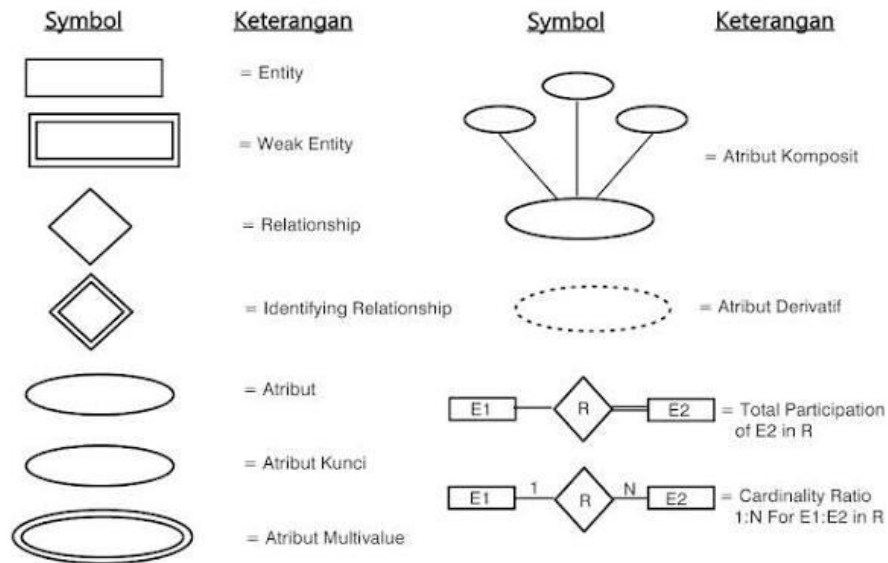 Symbol Keterangan
= Entity
= Weak Entity
= Relationship
= Identifying Relationship
= Atribut
= Atribut Kunci
= Atribut Multivalue
Symbol Keterangan
= Atribut Komposit
= Atribut Derivatif
E1 R E2 = Total Participation
of E2 in R
E1 1 R N E2 = Cardinality Ratio
1:N For E1:E2 in R